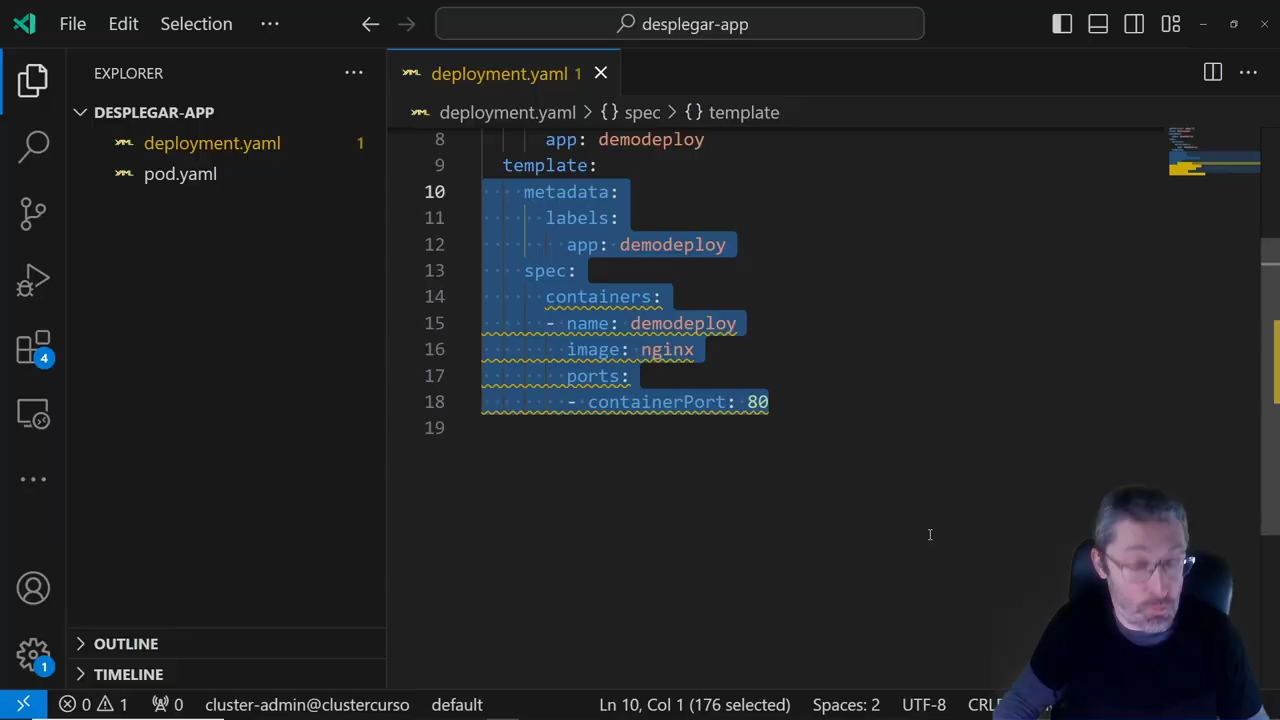 File Edit Selection ··· desplegar-app
EXPLORER ···
DESPLEGAR-APP
deployment.yaml 1
pod.yaml
OUTLINE
TIMELINE
4
1
deployment.yaml 1
deployment.yaml > {} spec > {} template
8 app: demodeploy
9 template:
10 metadata:
11 labels:
12 app: demodeploy
13 spec:
14 containers:
15 - name: demodeploy
16 image: nginx
17 ports:
18 - containerPort: 80
19
0 1 0 cluster-admin@clustercurso default Ln 10, Col 1 (176 selected) Spaces: 2 UTF-8 CRL